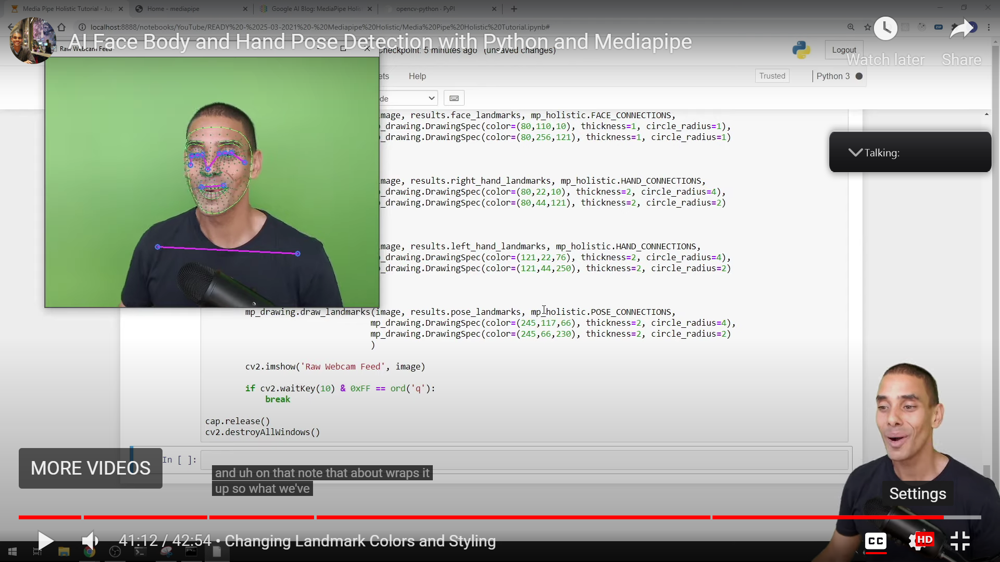 Media Pipe Holistic Tutorial - Ju
Home - mediapipe
Google AI Blog: MediaPipe Holis
opencv-python · PyPI
localhost:8888/notebooks/YouTube/READY%20-%2025-03-2021%20-%20Mediapipe%20Holistic/Media%20Pipe%20Holistic%20Tutorial.ipynb#
ZIP
AI Face Body and Hand Pose Detection with Python and Mediapipe
Raw Webcam Feed
Checkpoint: 5 minutes ago (unsaved changes)
Logout
Watch later
Share
ets
Help
Trusted
Python 3
de
mage, results.face_landmarks, mp_holistic.FACE_CONNECTIONS,
_drawing.DrawingSpec(color=(80,110,10), thickness=1, circle_radius=1),
_drawing.DrawingSpec(color=(80,256,121), thickness=1, circle_radius=1)
Talking:
mage, results.right_hand_landmarks, mp_holistic.HAND_CONNECTIONS,
_drawing.DrawingSpec(color=(80,22,10), thickness=2, circle_radius=4),
_drawing.DrawingSpec(color=(80,44,121), thickness=2, circle_radius=2)
mage, results.left_hand_landmarks, mp_holistic.HAND_CONNECTIONS,
_drawing.DrawingSpec(color=(121,22,76), thickness=2, circle_radius=4),
_drawing.DrawingSpec(color=(121,44,250), thickness=2, circle_radius=2)
mp_drawing.draw_landmarks(image, results.pose_landmarks, mp_holistic.POSE_CONNECTIONS,
mp_drawing.DrawingSpec(color=(245,117,66), thickness=2, circle_radius=4),
mp_drawing.DrawingSpec(color=(245,66,230), thickness=2, circle_radius=2)
)
cv2.imshow('Raw Webcam Feed', image)
if cv2.waitKey(10) & 0xFF == ord('q'):
break
cap.release()
cv2.destroyAllWindows()
MORE VIDEOS
In [ ]:
and uh on that note that about wraps it
up so what we've
Settings
41:12 / 42:54 • Changing Landmark Colors and Styling
CC
HD